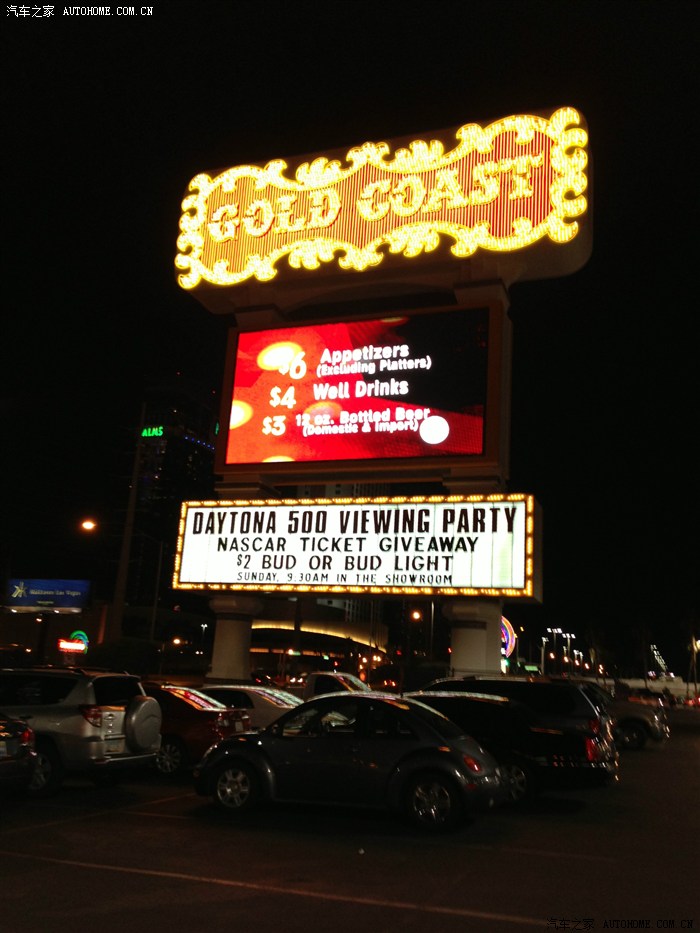 汽车之家 AUTOHOME.COM.CN
GOLD COAST
$6 Appetizers
(Excluding Platters)
$4 Well Drinks
$3 12 oz. Bottled Beer
(Domestic & Import)
ALMS
DAYTONA 500 VIEWING PARTY
NASCAR TICKET GIVEAWAY
$2 BUD OR BUD LIGHT
SUNDAY, 9:30AM IN THE SHOWROOM
汽车之家 AUTOHOME.COM.CN